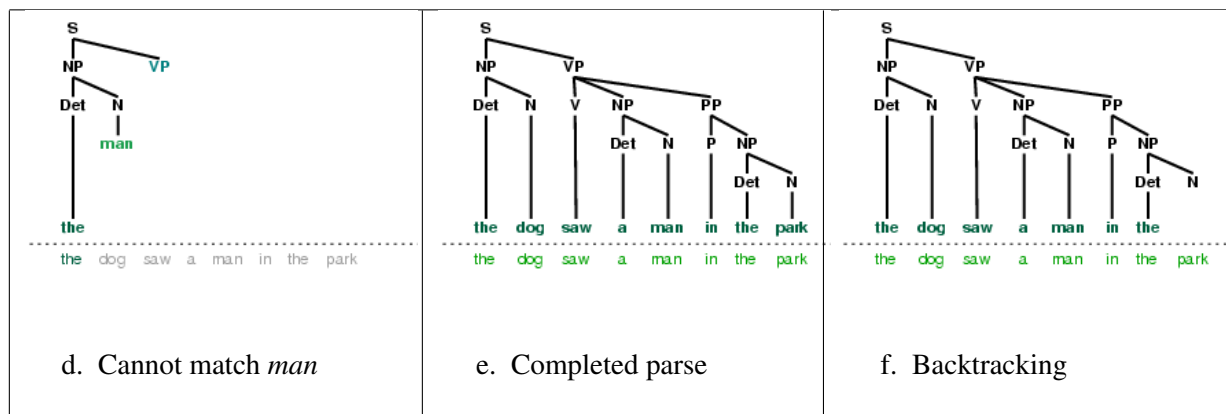 S
NP VP
Det N
man
the
the dog saw a man in the park
d. Cannot match man
S
NP VP
Det N V NP PP
Det N P NP
Det N
the dog saw a man in the park
the dog saw a man in the park
e. Completed parse
S
NP VP
Det N V NP PP
Det N P NP
Det N
the dog saw a man in the
the dog saw a man in the park
f. Backtracking